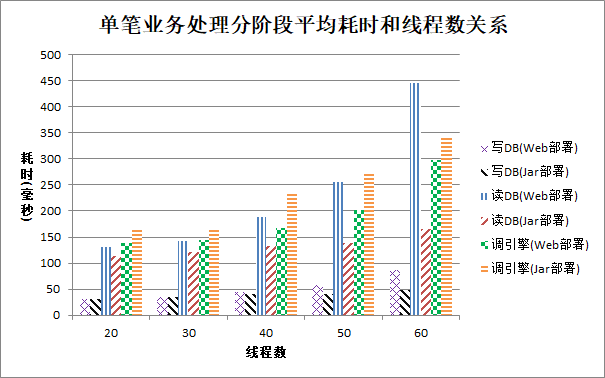 单笔业务处理分阶段平均耗时和线程数关系
耗时(毫秒)
500
450
400
350
300
250
200
150
100
50
0
20 30 40 50 60
线程数
写DB(Web部署)
写DB(Jar部署)
读DB(Web部署)
读DB(Jar部署)
调引擎(Web部署)
调引擎(Jar部署)